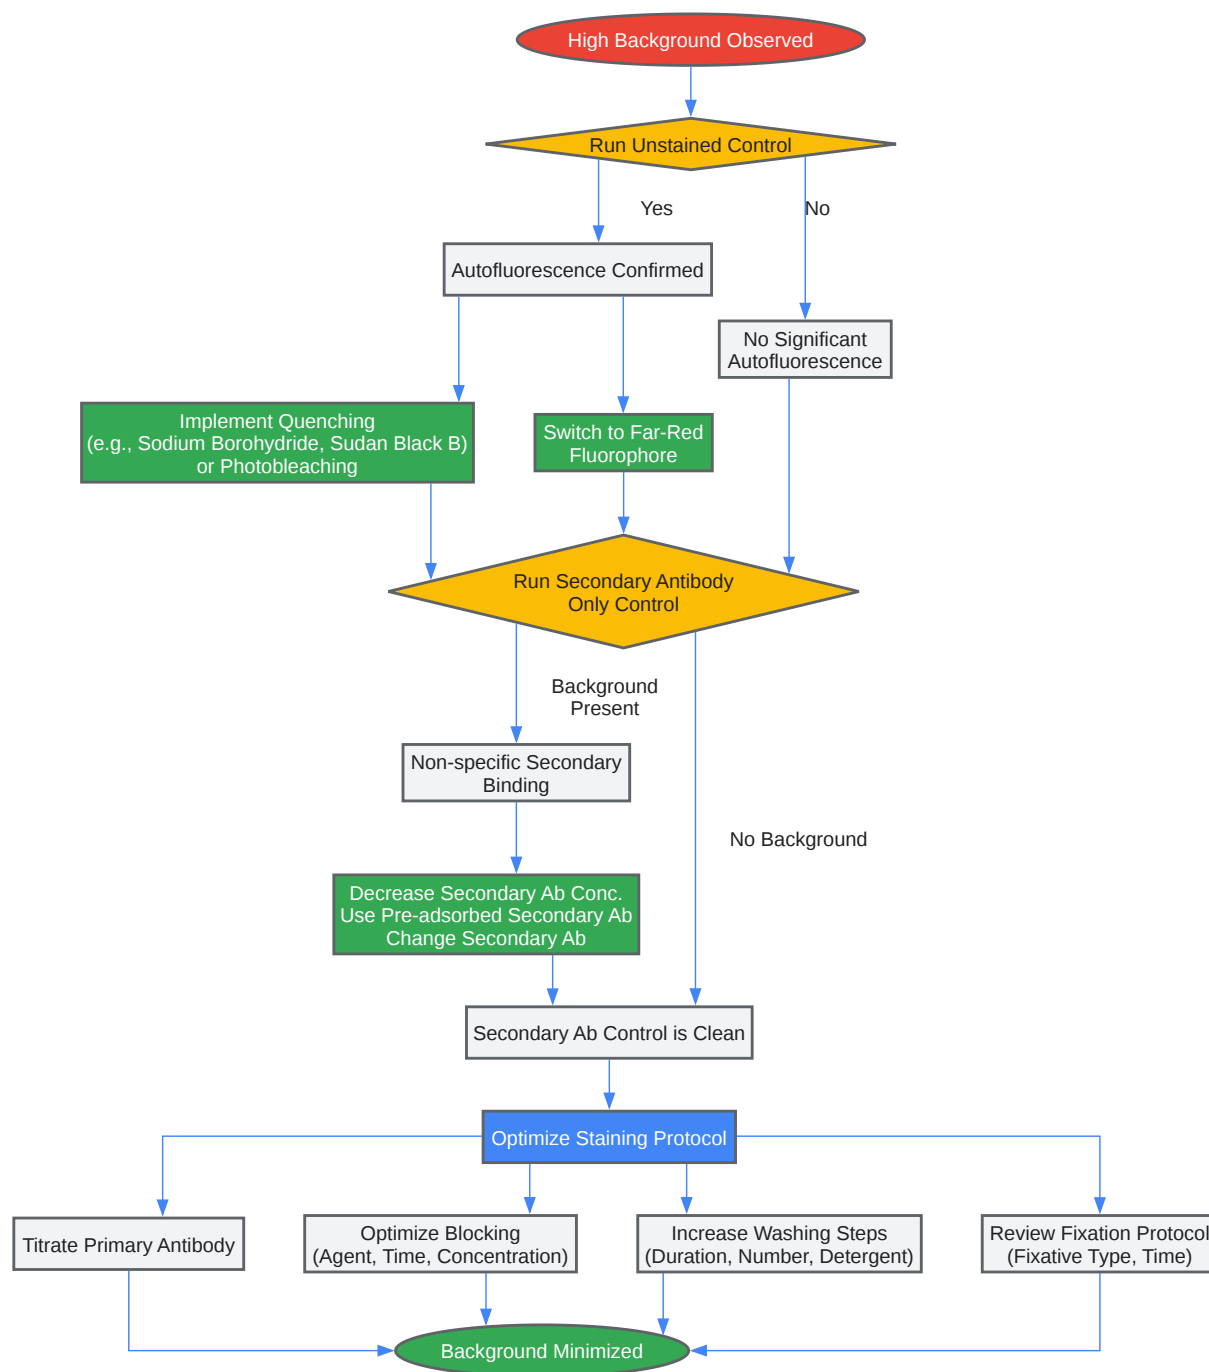 High Background Observed
Run Unstained Control
Yes
No
Autofluorescence Confirmed
No Significant
Autofluorescence
Implement Quenching
(e.g., Sodium Borohydride, Sudan Black B)
or Photobleaching
Switch to Far-Red
Fluorophore
Run Secondary Antibody
Only Control
Background
Present
Non-specific Secondary
Binding
No Background
Decrease Secondary Ab Conc.
Use Pre-adsorbed Secondary Ab
Change Secondary Ab
Secondary Ab Control is Clean
Optimize Staining Protocol
Titrate Primary Antibody
Optimize Blocking
(Agent, Time, Concentration)
Increase Washing Steps
(Duration, Number, Detergent)
Review Fixation Protocol
(Fixative Type, Time)
Background Minimized